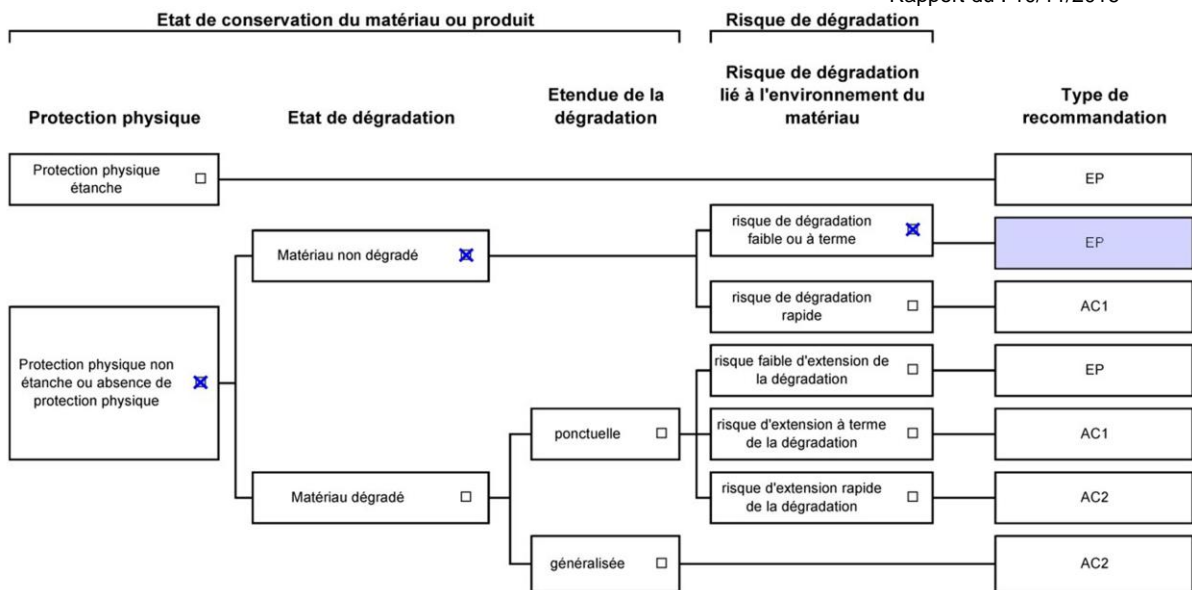 Etat de conservation du matériau ou produit
Risque de dégradation
Protection physique
Etat de dégradation
Etendue de la
dégradation
Risque de dégradation
lié à l'environnement du
matériau
Type de
recommandation
Protection physique
étanche
EP
Protection physique non
étanche ou absence de
protection physique
Matériau non dégradé
risque de dégradation
faible ou à terme
EP
risque de dégradation
rapide
AC1
Matériau dégradé
ponctuelle
risque faible d'extension de
la dégradation
EP
risque d'extension à terme
de la dégradation
AC1
risque d'extension rapide
de la dégradation
AC2
généralisée
AC2